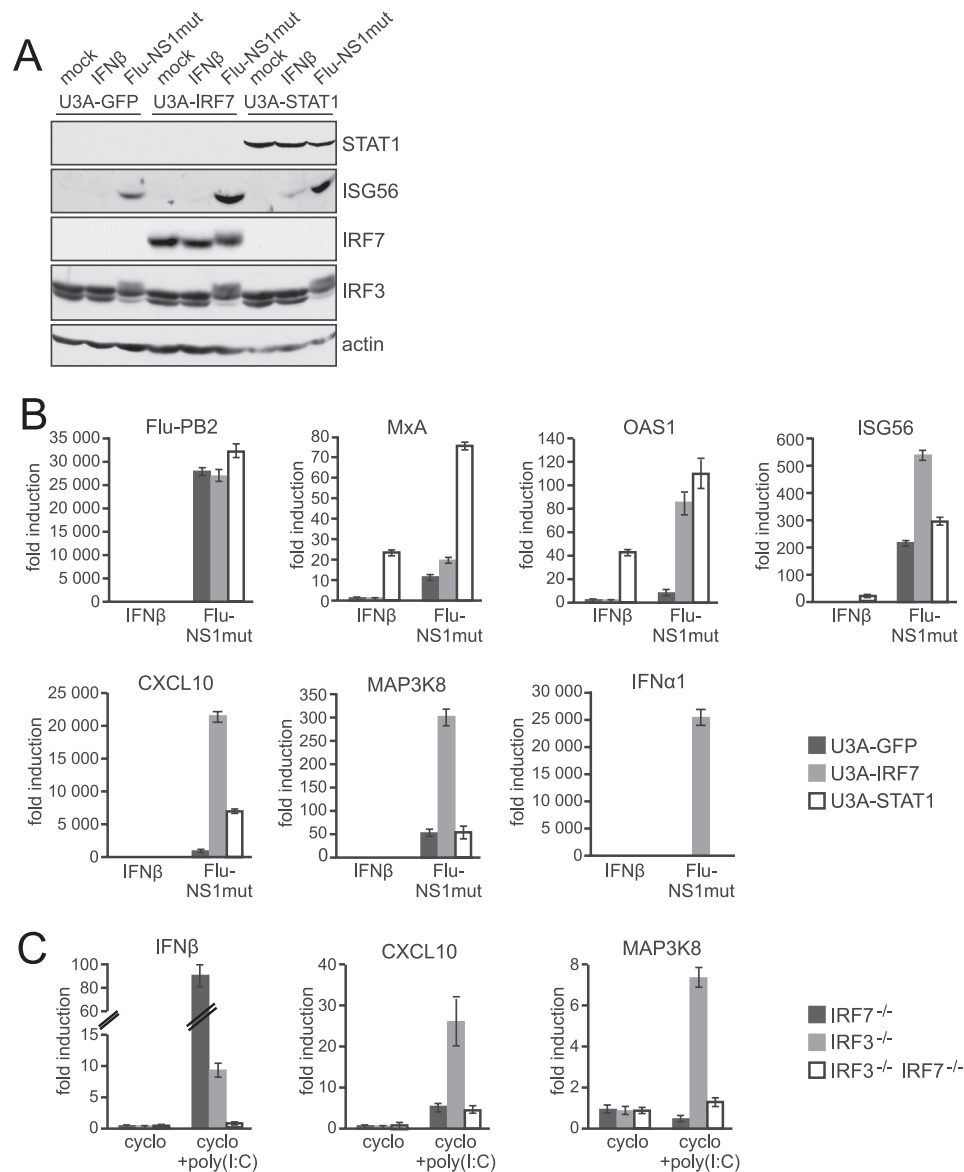 A
mock IFNβ Flu-NS1mut mock IFNβ Flu-NS1mut mock IFNβ Flu-NS1mut
U3A-GFP U3A-IRF7 U3A-STAT1
STAT1
ISG56
IRF7
IRF3
actin
B
Flu-PB2
fold induction
35 000
30 000
25 000
20 000
15 000
10 000
5 000
0
IFNβ Flu-
NS1mut
MxA
fold induction
80
70
60
50
40
30
20
10
0
IFNβ Flu-
NS1mut
OAS1
fold induction
140
120
100
80
60
40
20
0
IFNβ Flu-
NS1mut
ISG56
fold induction
600
500
400
300
200
100
0
IFNβ Flu-
NS1mut
CXCL10
fold induction
25 000
20 000
15 000
10 000
5 000
0
IFNβ Flu-
NS1mut
MAP3K8
fold induction
350
300
250
200
150
100
50
0
IFNβ Flu-
NS1mut
IFNα1
fold induction
30 000
25 000
20 000
15 000
10 000
5 000
0
IFNβ Flu-
NS1mut
U3A-GFP
U3A-IRF7
U3A-STAT1
C
IFNβ
fold induction
100
80
60
15
10
5
0
cyclo cyclo
+poly(I:C)
CXCL10
fold induction
40
30
20
10
0
cyclo cyclo
+poly(I:C)
MAP3K8
fold induction
8
6
4
2
0
cyclo cyclo
+poly(I:C)
IRF7 -/-
IRF3 -/-
IRF3 -/- IRF7 -/-